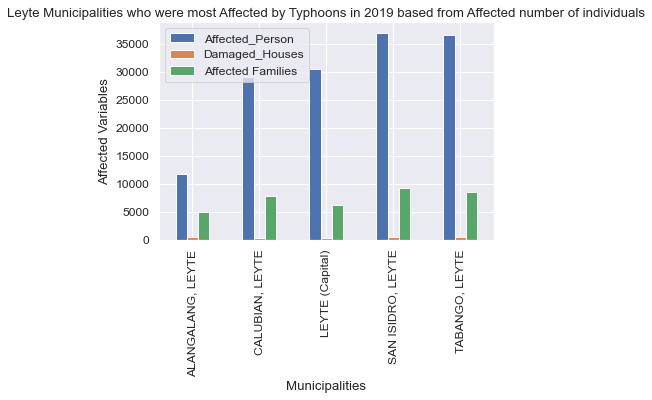 Leyte Municipalities who were most Affected by Typhoons in 2019 based from Affected number of individuals
Affected_Person
Damaged_Houses
Affected Families
Affected Variables
35000
30000
25000
20000
15000
10000
5000
0
ALANGALANG, LEYTE
CALUBIAN, LEYTE
LEYTE (Capital)
SAN ISIDRO, LEYTE
TABANGO, LEYTE
Municipalities